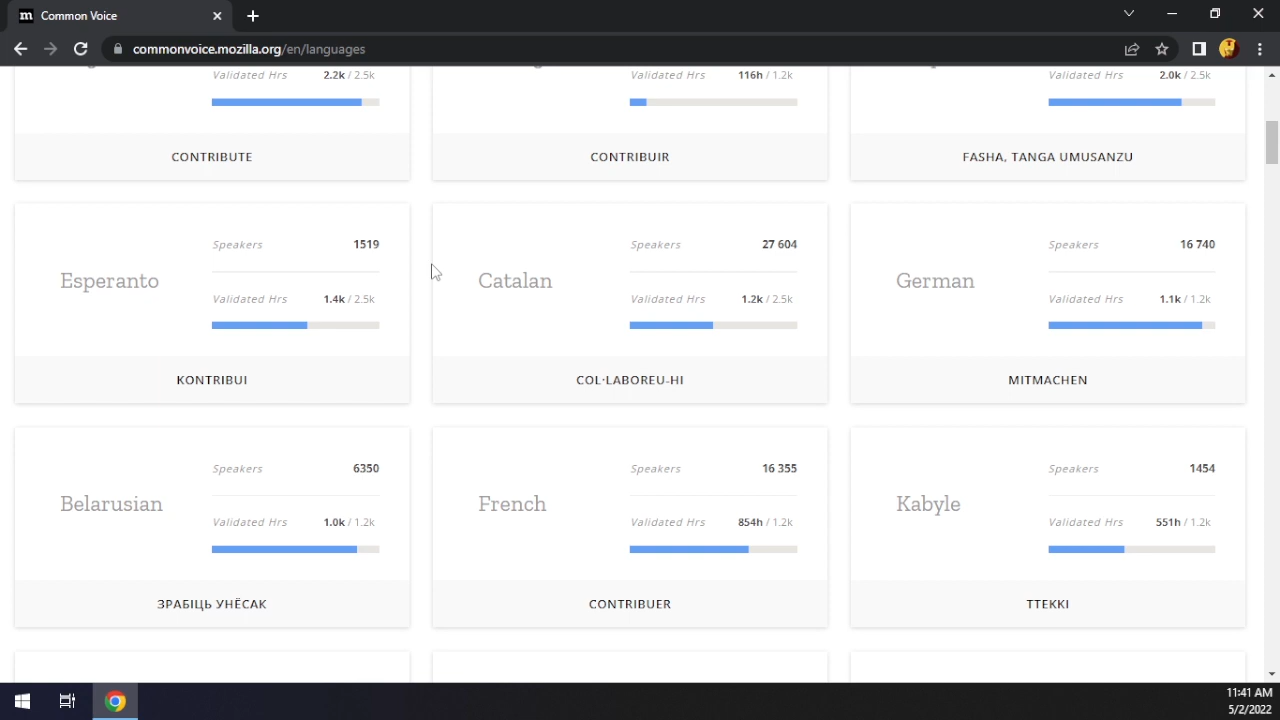 Common Voice
commonvoice.mozilla.org/en/languages
Validated Hrs 2.2k / 2.5k
Validated Hrs 116h / 1.2k
Validated Hrs 2.0k / 2.5k
CONTRIBUTE
CONTRIBUIR
FASHA, TANGA UMUSANZU
Esperanto
Speakers 1519
Validated Hrs 1.4k / 2.5k
KONTRIBUI
Catalan
Speakers 27 604
Validated Hrs 1.2k / 2.5k
COL·LABOREU-HI
German
Speakers 16 740
Validated Hrs 1.1k / 1.2k
MITMACHEN
Belarusian
Speakers 6350
Validated Hrs 1.0k / 1.2k
ЗРАБІЦЬ УНЁСАК
French
Speakers 16 355
Validated Hrs 854h / 1.2k
CONTRIBUER
Kabyle
Speakers 1454
Validated Hrs 551h / 1.2k
TTEKKI
11:41 AM
5/2/2022